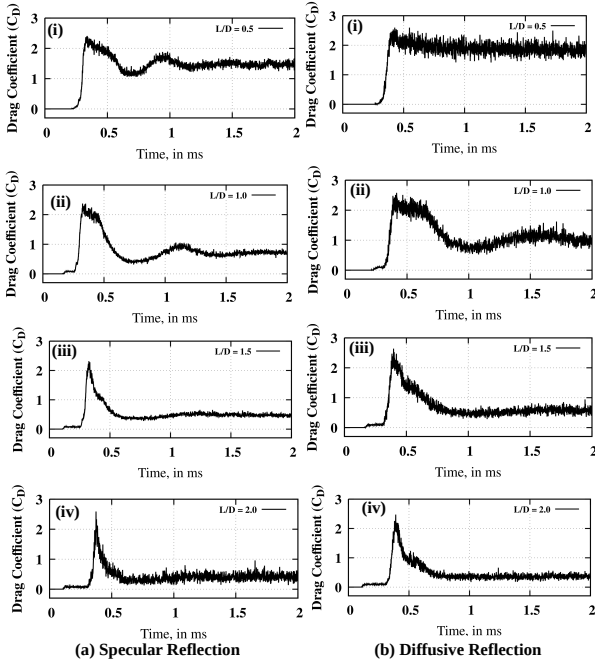 (i)
L/D = 0.5
Drag Coefficient (C_D)
3
2
1
0
0 0.5 1 1.5 2
Time, in ms
(i)
L/D = 0.5
Drag Coefficient (C_D)
3
2
1
0
0 0.5 1 1.5 2
Time, in ms
(ii)
L/D = 1.0
Drag Coefficient (C_D)
3
2
1
0
0 0.5 1 1.5 2
Time, in ms
(ii)
L/D = 1.0
Drag Coefficient (C_D)
3
2
1
0
0 0.5 1 1.5 2
Time, in ms
(iii)
L/D = 1.5
Drag Coefficient (C_D)
3
2
1
0
0 0.5 1 1.5 2
Time, in ms
(iii)
L/D = 1.5
Drag Coefficient (C_D)
3
2
1
0
0 0.5 1 1.5 2
Time, in ms
(iv)
L/D = 2.0
Drag Coefficient (C_D)
3
2
1
0
0 0.5 1 1.5 2
Time, in ms
(iv)
L/D = 2.0
Drag Coefficient (C_D)
3
2
1
0
0 0.5 1 1.5 2
Time, in ms
(a) Specular Reflection
(b) Diffusive Reflection